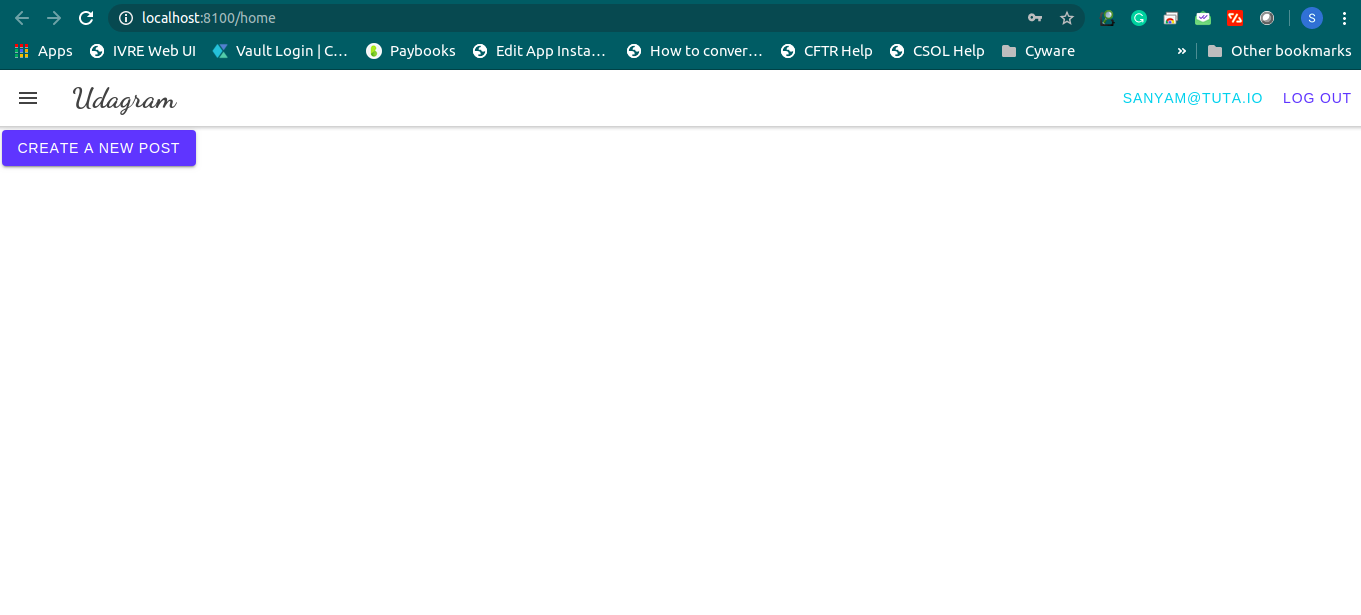 localhost:8100/home
Apps IVRE Web UI Vault Login | C… Paybooks Edit App Insta… How to conver… CFTR Help CSOL Help Cyware » Other bookmarks
Udagram SANYAM@TUTA.IO LOG OUT
CREATE A NEW POST
S